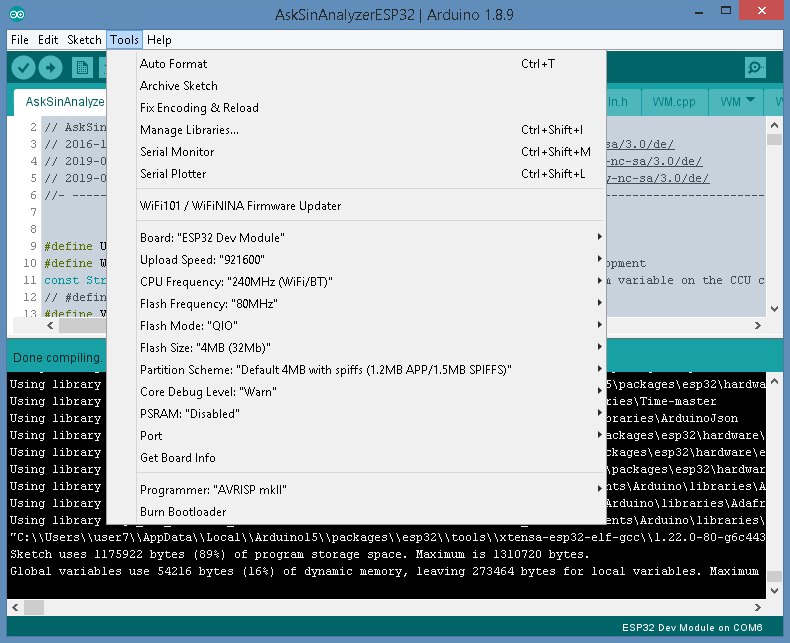 AskSinAnalyzerESP32 | Arduino 1.8.9
File Edit Sketch Tools Help
Auto Format Ctrl+T
Archive Sketch
Fix Encoding & Reload
Manage Libraries... Ctrl+Shift+I
Serial Monitor Ctrl+Shift+M
Serial Plotter Ctrl+Shift+L
WiFi101 / WiFiNINA Firmware Updater
Board: "ESP32 Dev Module"
Upload Speed: "921600"
CPU Frequency: "240MHz (WiFi/BT)"
Flash Frequency: "80MHz"
Flash Mode: "QIO"
Flash Size: "4MB (32Mb)"
Partition Scheme: "Default 4MB with spiffs (1.2MB APP/1.5MB SPIFFS)"
Core Debug Level: "Warn"
PSRAM: "Disabled"
Port
Get Board Info
Programmer: "AVRISP mkII"
Burn Bootloader
AskSinAnalyze ln.h WM.cpp WM W
2 // AskSin
3 // 2016-1 sa/3.0/de/
4 // 2019-0 -nc-sa/3.0/de/
5 // 2019-0 y-nc-sa/3.0/de/
6 //- -----
7
8
9 #define U
10 #define W opment
11 const Str m variable on the CCU c
12 // #defin
13 #define V
Done compiling.
Using library 5\packages\esp32\hardwa
Using library ries\Time-master
Using library braries\ArduinoJson
Using library ackages\esp32\hardware\
Using library ckages\esp32\hardware\e
Using library \packages\esp32\hardwar
Using library nts\Arduino\libraries\A
Using library Arduino\libraries\Adafr
Using library ents\Arduino\libraries\
"C:\\Users\\user7\\AppData\\Local\\Arduino15\\packages\\esp32\\tools\\xtensa-esp32-elf-gcc\\1.22.0-80-g6c443
Sketch uses 1175922 bytes (89%) of program storage space. Maximum is 1310720 bytes.
Global variables use 54216 bytes (16%) of dynamic memory, leaving 273464 bytes for local variables. Maximum
ESP32 Dev Module on COM6